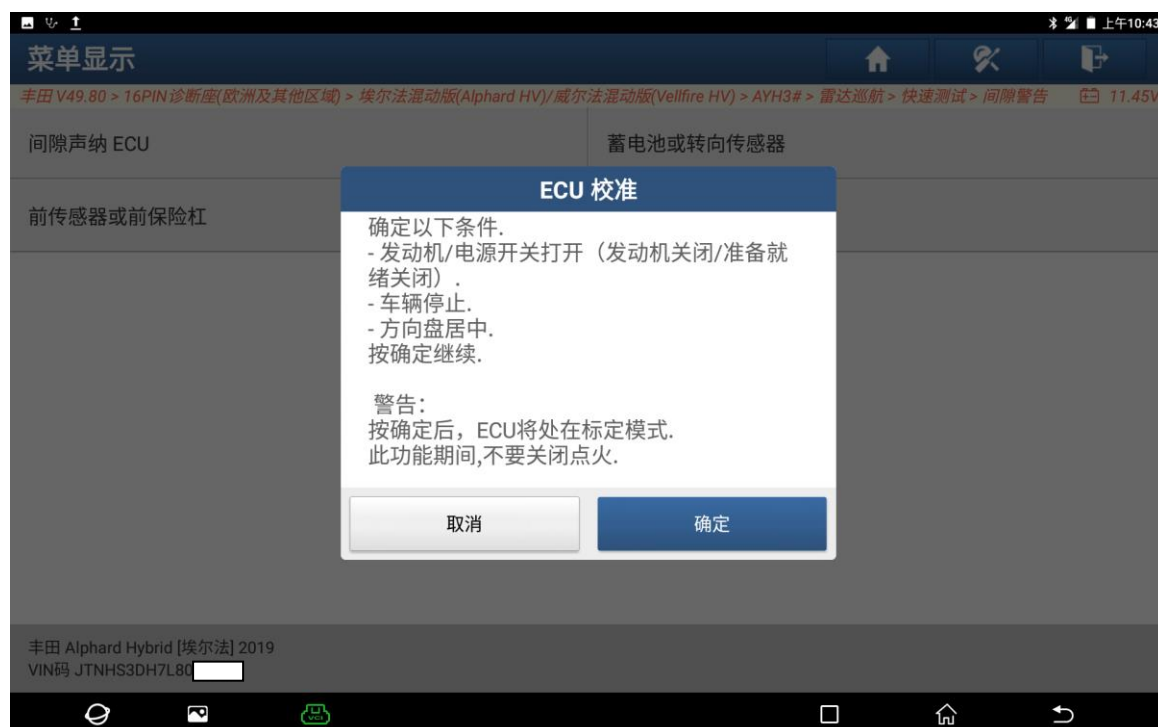 上午10:43
菜单显示
丰田 V49.80 > 16PIN诊断座(欧洲及其他区域) > 埃尔法混动版(Alphard HV)/威尔法混动版(Vellfire HV) > AYH3# > 雷达巡航 > 快速测试 > 间隙警告 11.45V
间隙声纳 ECU
蓄电池或转向传感器
前传感器或前保险杠
ECU 校准
确定以下条件.
- 发动机/电源开关打开（发动机关闭/准备就
绪关闭）.
- 车辆停止.
- 方向盘居中.
按确定继续.
警告：
按确定后，ECU将处在标定模式.
此功能期间,不要关闭点火.
取消
确定
丰田 Alphard Hybrid [埃尔法] 2019
VIN码 JTNHS3DH7L80
VCI